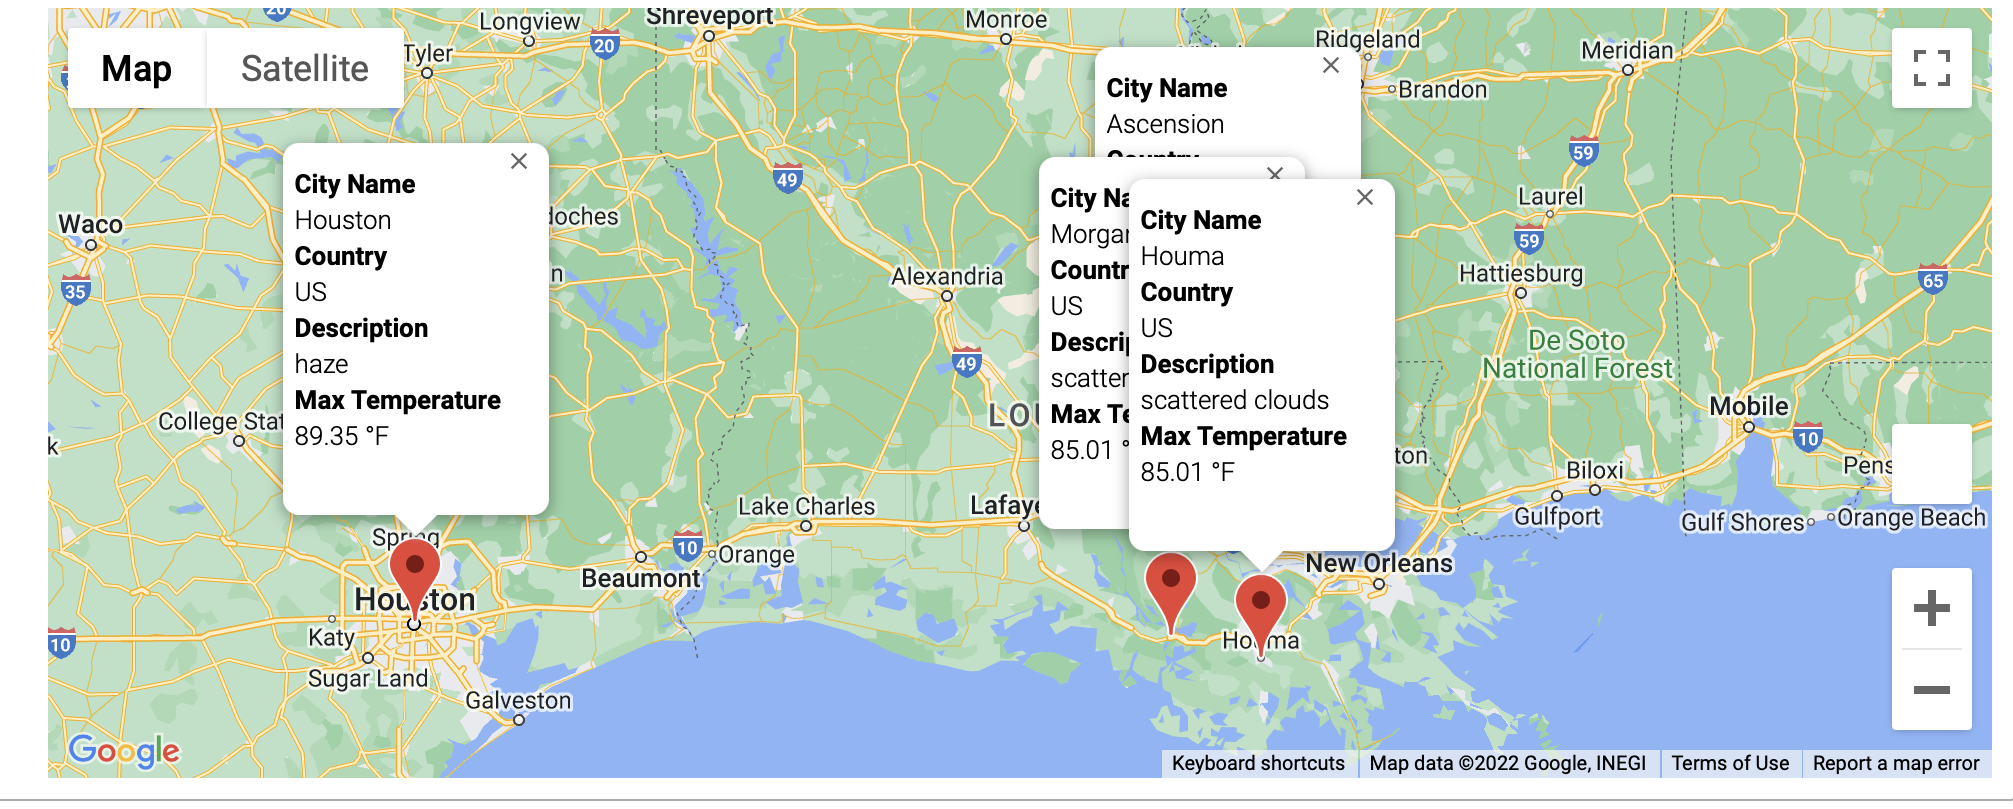 20
Longview
Shreveport
Monroe
Map
Satellite
Tyler
20
Ridgeland
Meridian
Brandon
City Name
Ascension
Country
59
49
City Name
Houston
Country
US
Description
haze
Max Temperature
89.35 °F
Waco
doches
n
35
City Na
Morgan
Countr
US
Descrip
scatter
Max Te
85.01 °
City Name
Houma
Country
US
Description
scattered clouds
Max Temperature
85.01 °F
Laurel
59
Hattiesburg
65
Alexandria
49
De Soto
National Forest
LOU
College Stat
k
Mobile
10
ton
Biloxi
Pens
Gulfport
Gulf Shores
Orange Beach
Lake Charles
Lafaye
Spring
10
Orange
Beaumont
New Orleans
Houston
Katy
10
Houma
Sugar Land
Galveston
Google
Keyboard shortcuts
Map data ©2022 Google, INEGI
Terms of Use
Report a map error